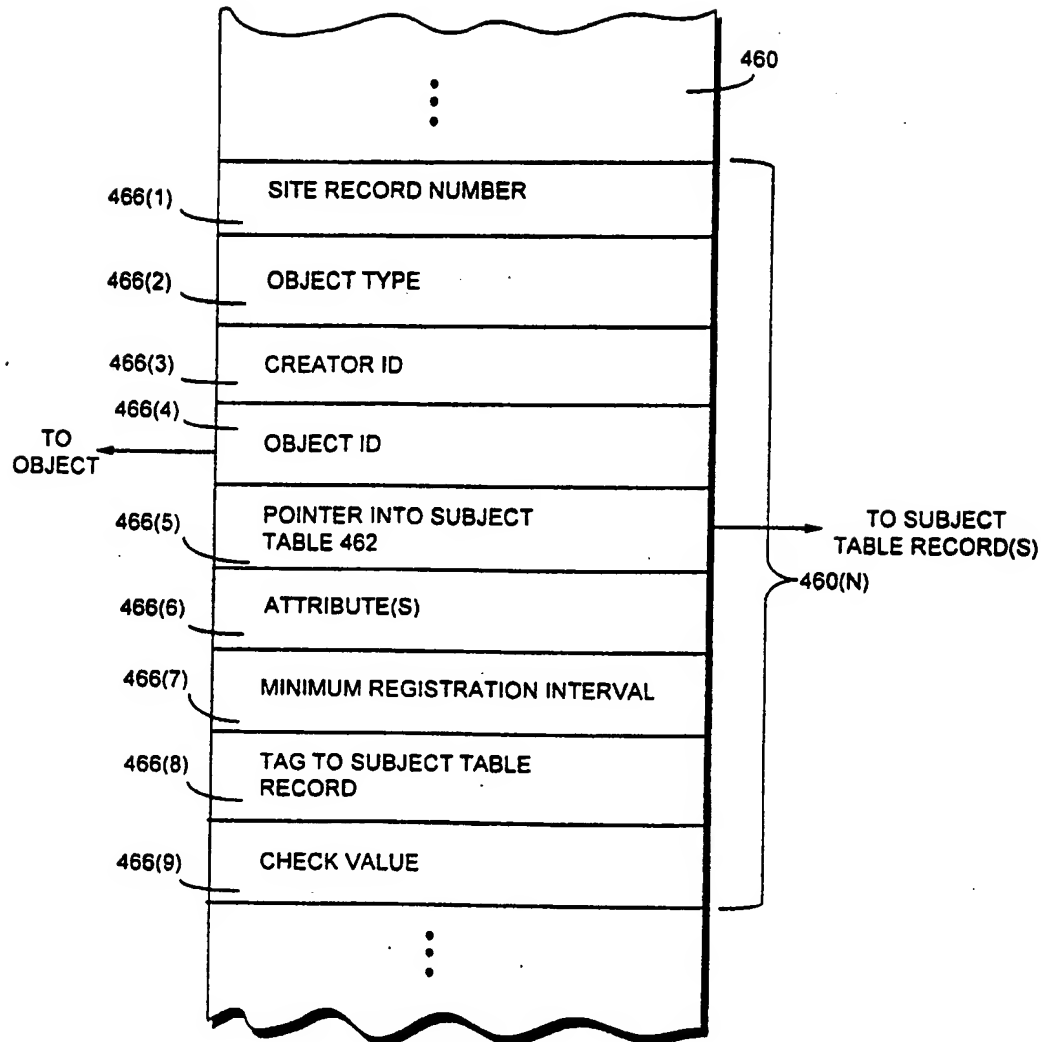 460
466(1)
SITE RECORD NUMBER
466(2)
OBJECT TYPE
466(3)
CREATOR ID
466(4)
TO
OBJECT
OBJECT ID
466(5)
POINTER INTO SUBJECT
TABLE 462
TO SUBJECT
TABLE RECORD(S)
460(N)
466(6)
ATTRIBUTE(S)
466(7)
MINIMUM REGISTRATION INTERVAL
466(8)
TAG TO SUBJECT TABLE
RECORD
466(9)
CHECK VALUE